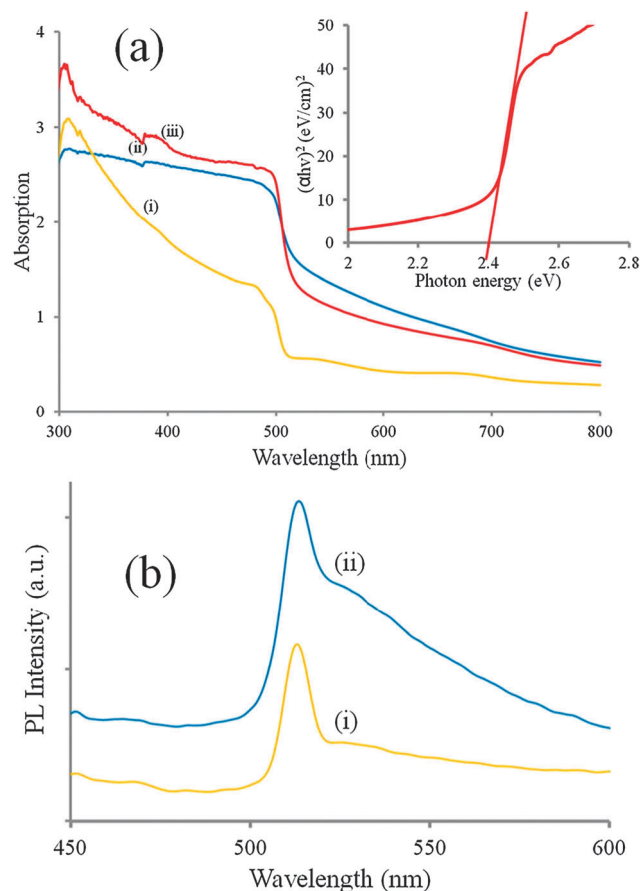 (a)
4
3
2
1
0
Absorption
(iii)
(ii)
(i)
300
400
500
600
700
800
Wavelength (nm)
50
40
30
20
10
0
(αhν)² (eV/cm)²
2
2.2
2.4
2.6
2.8
Photon energy (eV)
(b)
PL Intensity (a.u.)
(ii)
(i)
450
500
550
600
Wavelength (nm)